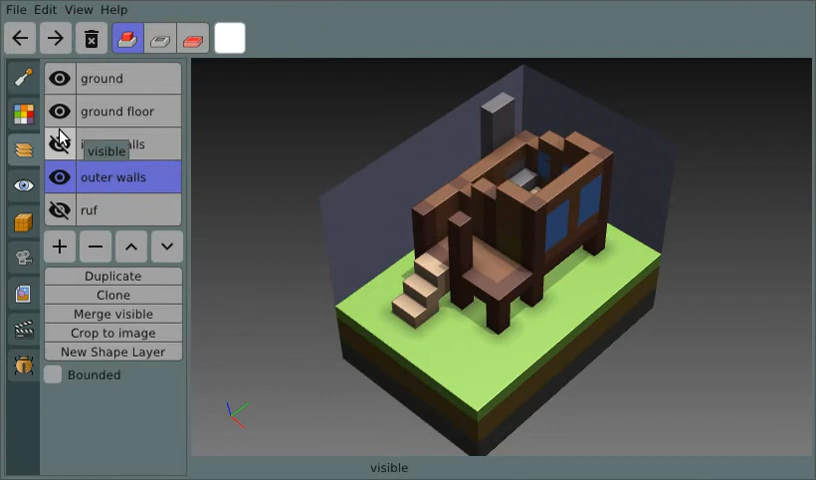 File Edit View Help
ground
ground floor
alls
visible
outer walls
ruf
Duplicate
Clone
Merge visible
Crop to image
New Shape Layer
Bounded
visible